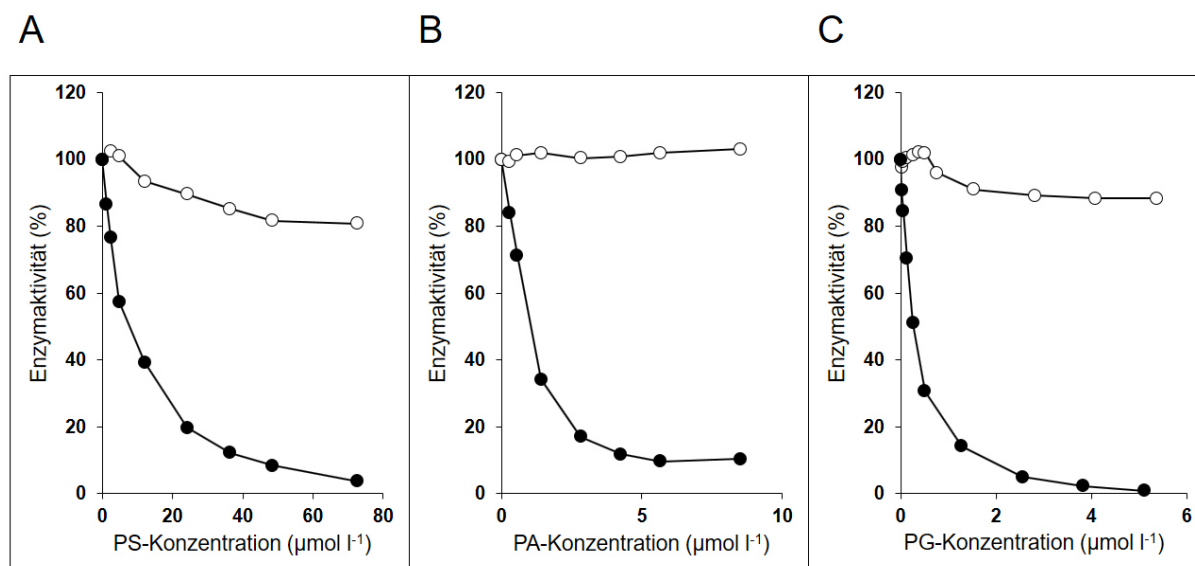 A
B
C
120
100
80
60
40
20
0
Enzymaktivität (%)
0 20 40 60 80
PS-Konzentration (µmol l⁻¹)
120
100
80
60
40
20
0
Enzymaktivität (%)
0 5 10
PA-Konzentration (µmol l⁻¹)
120
100
80
60
40
20
0
Enzymaktivität (%)
0 2 4 6
PG-Konzentration (µmol l⁻¹)